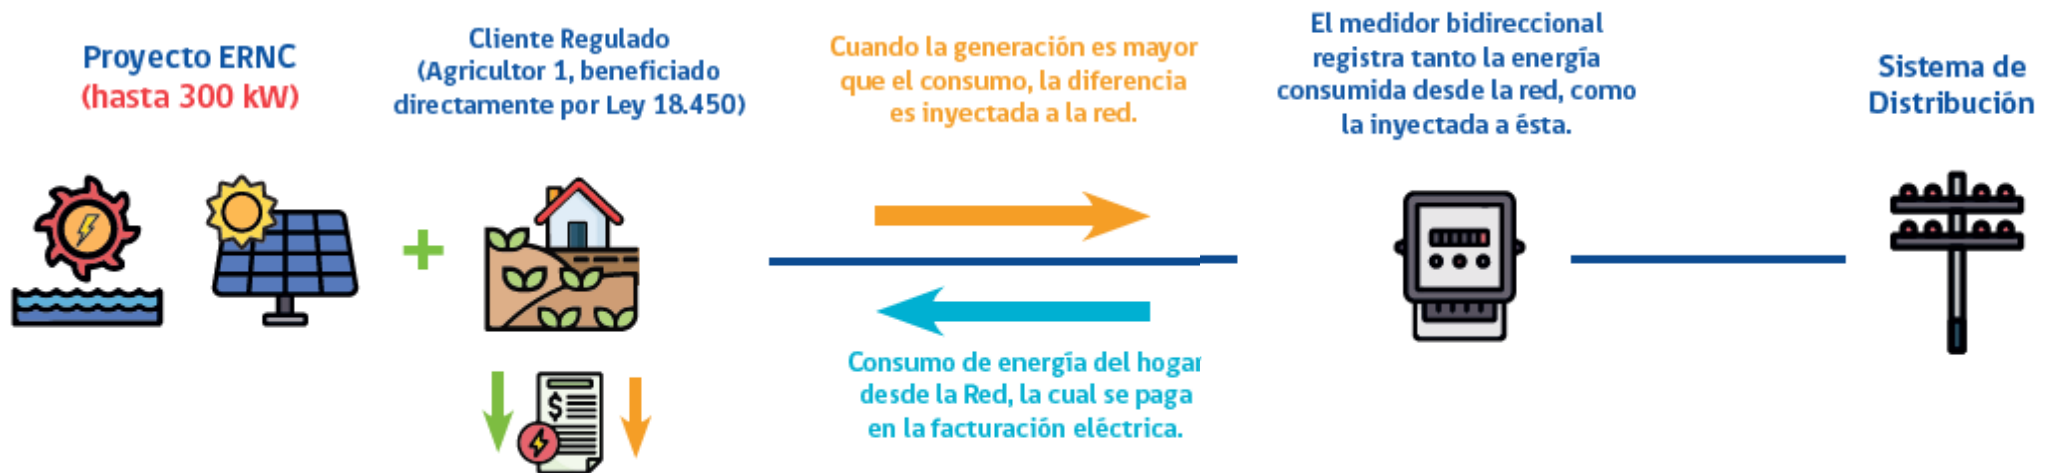 Proyecto ERNC
(hasta 300 kW)
Cliente Regulado
(Agricultor 1, beneficiado
directamente por Ley 18.450)
Cuando la generación es mayor
que el consumo, la diferencia
es inyectada a la red.
El medidor bidireccional
registra tanto la energía
consumida desde la red, como
la inyectada a ésta.
Sistema de
Distribución
$
Consumo de energía del hogar
desde la Red, la cual se paga
en la facturación eléctrica.